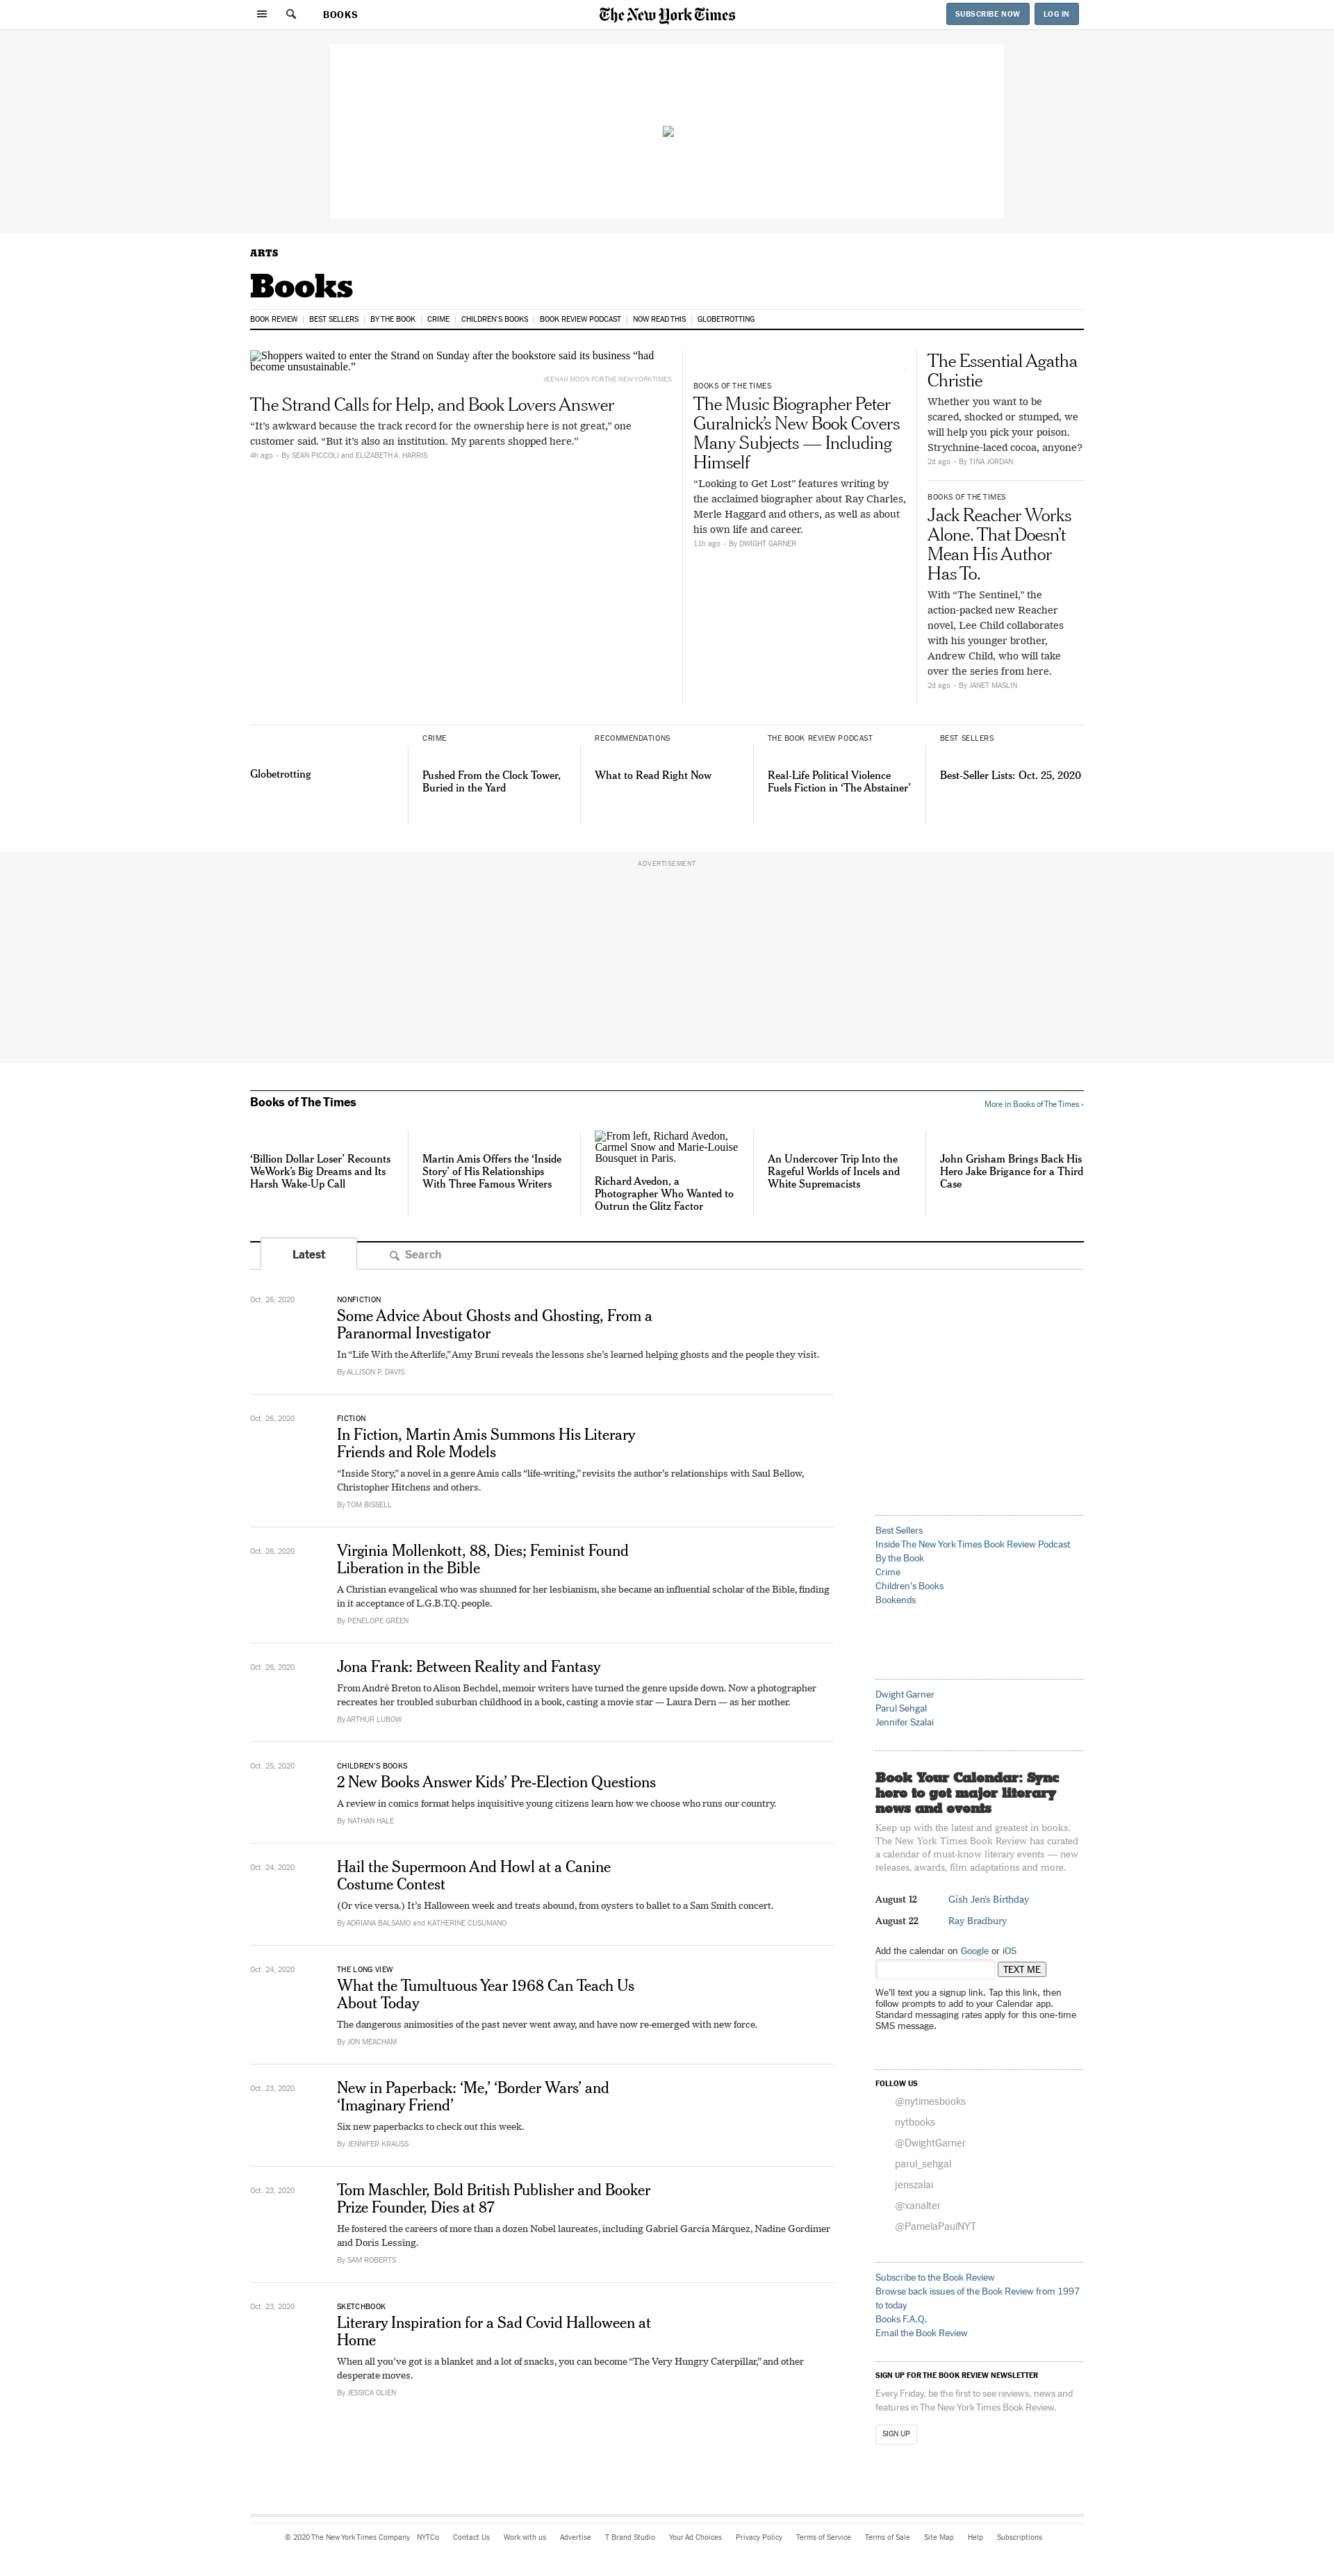 BOOKS
The New York Times
SUBSCRIBE NOW
LOG IN
ARTS
Books
BOOK REVIEW
BEST SELLERS
BY THE BOOK
CRIME
CHILDREN'S BOOKS
BOOK REVIEW PODCAST
NOW READ THIS
GLOBETROTTING
Shoppers waited to enter the Strand on Sunday after the bookstore said its business “had
become unsustainable.”
JEENAH MOON FOR THE NEW YORK TIMES
The Strand Calls for Help, and Book Lovers Answer
“It’s awkward because the track record for the ownership here is not great,” one
customer said. “But it’s also an institution. My parents shopped here.”
4h ago • By SEAN PICCOLI and ELIZABETH A. HARRIS
BOOKS OF THE TIMES
The Music Biographer Peter
Guralnick’s New Book Covers
Many Subjects — Including
Himself
“Looking to Get Lost” features writing by
the acclaimed biographer about Ray Charles,
Merle Haggard and others, as well as about
his own life and career.
11h ago • By DWIGHT GARNER
The Essential Agatha
Christie
Whether you want to be
scared, shocked or stumped, we
will help you pick your poison.
Strychnine-laced cocoa, anyone?
2d ago • By TINA JORDAN
BOOKS OF THE TIMES
Jack Reacher Works
Alone. That Doesn’t
Mean His Author
Has To.
With “The Sentinel,” the
action-packed new Reacher
novel, Lee Child collaborates
with his younger brother,
Andrew Child, who will take
over the series from here.
2d ago • By JANET MASLIN
Globetrotting
CRIME
Pushed From the Clock Tower,
Buried in the Yard
RECOMMENDATIONS
What to Read Right Now
THE BOOK REVIEW PODCAST
Real-Life Political Violence
Fuels Fiction in ‘The Abstainer’
BEST SELLERS
Best-Seller Lists: Oct. 25, 2020
ADVERTISEMENT
Books of The Times
More in Books of The Times ›
‘Billion Dollar Loser’ Recounts
WeWork’s Big Dreams and Its
Harsh Wake-Up Call
Martin Amis Offers the ‘Inside
Story’ of His Relationships
With Three Famous Writers
From left, Richard Avedon,
Carmel Snow and Marie-Louise
Bousquet in Paris.
Richard Avedon, a
Photographer Who Wanted to
Outrun the Glitz Factor
An Undercover Trip Into the
Rageful Worlds of Incels and
White Supremacists
John Grisham Brings Back His
Hero Jake Brigance for a Third
Case
Latest
Search
Oct. 26, 2020
NONFICTION
Some Advice About Ghosts and Ghosting, From a
Paranormal Investigator
In “Life With the Afterlife,” Amy Bruni reveals the lessons she’s learned helping ghosts and the people they visit.
By ALLISON P. DAVIS
Oct. 26, 2020
FICTION
In Fiction, Martin Amis Summons His Literary
Friends and Role Models
“Inside Story,” a novel in a genre Amis calls “life-writing,” revisits the author’s relationships with Saul Bellow,
Christopher Hitchens and others.
By TOM BISSELL
Oct. 26, 2020
Virginia Mollenkott, 88, Dies; Feminist Found
Liberation in the Bible
A Christian evangelical who was shunned for her lesbianism, she became an influential scholar of the Bible, finding
in it acceptance of L.G.B.T.Q. people.
By PENELOPE GREEN
Oct. 26, 2020
Jona Frank: Between Reality and Fantasy
From André Breton to Alison Bechdel, memoir writers have turned the genre upside down. Now a photographer
recreates her troubled suburban childhood in a book, casting a movie star — Laura Dern — as her mother.
By ARTHUR LUBOW
Oct. 25, 2020
CHILDREN’S BOOKS
2 New Books Answer Kids’ Pre-Election Questions
A review in comics format helps inquisitive young citizens learn how we choose who runs our country.
By NATHAN HALE
Oct. 24, 2020
Hail the Supermoon And Howl at a Canine
Costume Contest
(Or vice versa.) It’s Halloween week and treats abound, from oysters to ballet to a Sam Smith concert.
By ADRIANA BALSAMO and KATHERINE CUSUMANO
Oct. 24, 2020
THE LONG VIEW
What the Tumultuous Year 1968 Can Teach Us
About Today
The dangerous animosities of the past never went away, and have now re-emerged with new force.
By JON MEACHAM
Oct. 23, 2020
New in Paperback: ‘Me,’ ‘Border Wars’ and
‘Imaginary Friend’
Six new paperbacks to check out this week.
By JENNIFER KRAUSS
Oct. 23, 2020
Tom Maschler, Bold British Publisher and Booker
Prize Founder, Dies at 87
He fostered the careers of more than a dozen Nobel laureates, including Gabriel García Márquez, Nadine Gordimer
and Doris Lessing.
By SAM ROBERTS
Oct. 23, 2020
SKETCHBOOK
Literary Inspiration for a Sad Covid Halloween at
Home
When all you’ve got is a blanket and a lot of snacks, you can become “The Very Hungry Caterpillar,” and other
desperate moves.
By JESSICA OLIEN
Best Sellers
Inside The New York Times Book Review Podcast
By the Book
Crime
Children's Books
Bookends
Dwight Garner
Parul Sehgal
Jennifer Szalai
Book Your Calendar: Sync
here to get major literary
news and events
Keep up with the latest and greatest in books.
The New York Times Book Review has curated
a calendar of must-know literary events — new
releases, awards, film adaptations and more.
August 12 Gish Jen's Birthday
August 22 Ray Bradbury
Add the calendar on Google or iOS
TEXT ME
We’ll text you a signup link. Tap this link, then
follow prompts to add to your Calendar app.
Standard messaging rates apply for this one-time
SMS message.
FOLLOW US
@nytimesbooks
nytbooks
@DwightGarner
parul_sehgal
jenszalai
@xanalter
@PamelaPaulNYT
Subscribe to the Book Review
Browse back issues of the Book Review from 1997
to today
Books F.A.Q.
Email the Book Review
SIGN UP FOR THE BOOK REVIEW NEWSLETTER
Every Friday, be the first to see reviews, news and
features in The New York Times Book Review.
SIGN UP
© 2020 The New York Times Company NYTCo Contact Us Work with us Advertise T Brand Studio Your Ad Choices Privacy Policy Terms of Service Terms of Sale Site Map Help Subscriptions